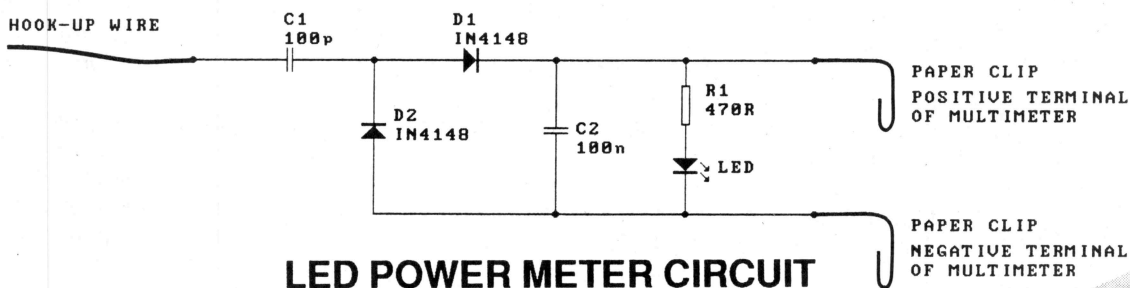 HOOK-UP WIRE
C1
100p
D1
IN4148
D2
IN4148
C2
100n
R1
470R
LED
PAPER CLIP
POSITIVE TERMINAL
OF MULTIMETER
PAPER CLIP
NEGATIVE TERMINAL
OF MULTIMETER
LED POWER METER CIRCUIT